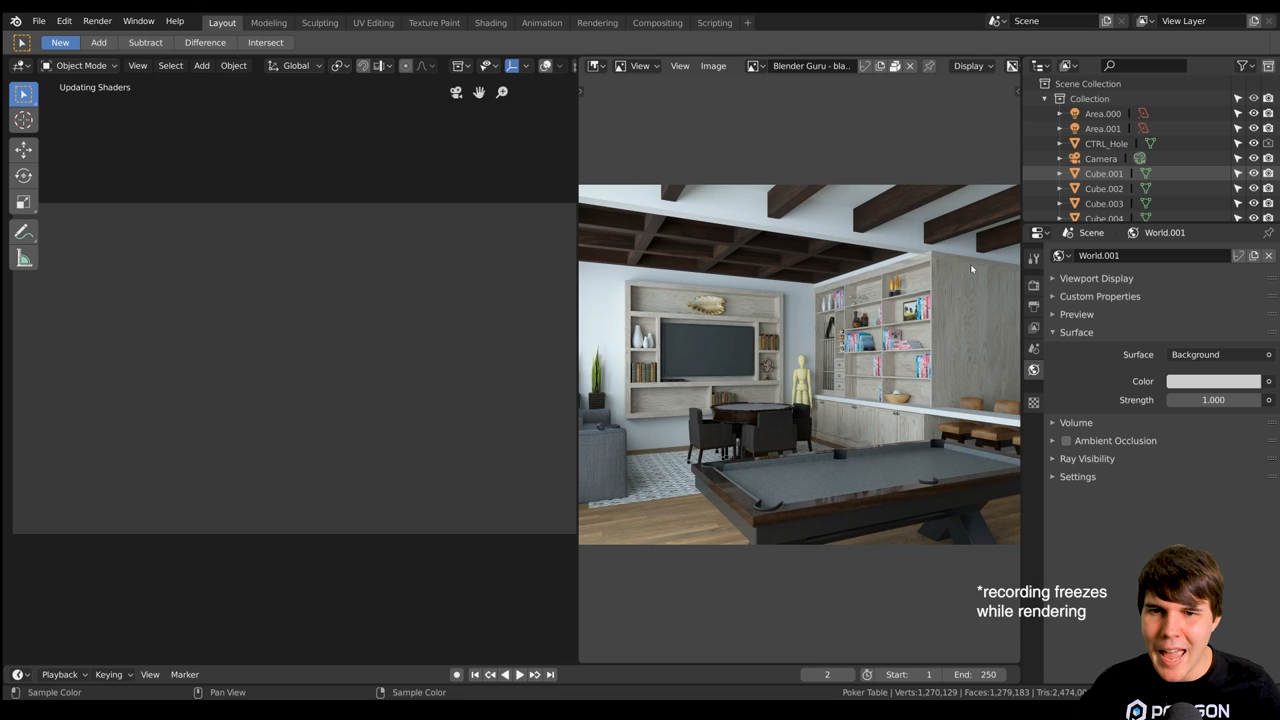 File Edit Render Window Help Layout Modeling Sculpting UV Editing Texture Paint Shading Animation Rendering Compositing Scripting + Scene View Layer
New Add Subtract Difference Intersect
Object Mode View Select Add Object Global View View Image Blender Guru - bla.. Display
Updating Shaders
Scene Collection
Collection
Area.000
Area.001
CTRL_Hole
Camera
Cube.001
Cube.002
Cube.003
Cube.004
Scene World.001
World.001
Viewport Display
Custom Properties
Preview
Surface
Surface Background
Color
Strength 1.000
Volume
Ambient Occlusion
Ray Visibility
Settings
*recording freezes
while rendering
Playback Keying View Marker 2 Start: 1 End: 250
Sample Color Pan View Sample Color Poker Table | Verts:1,270,129 | Faces:1,279,183 | Tris:2,474,0